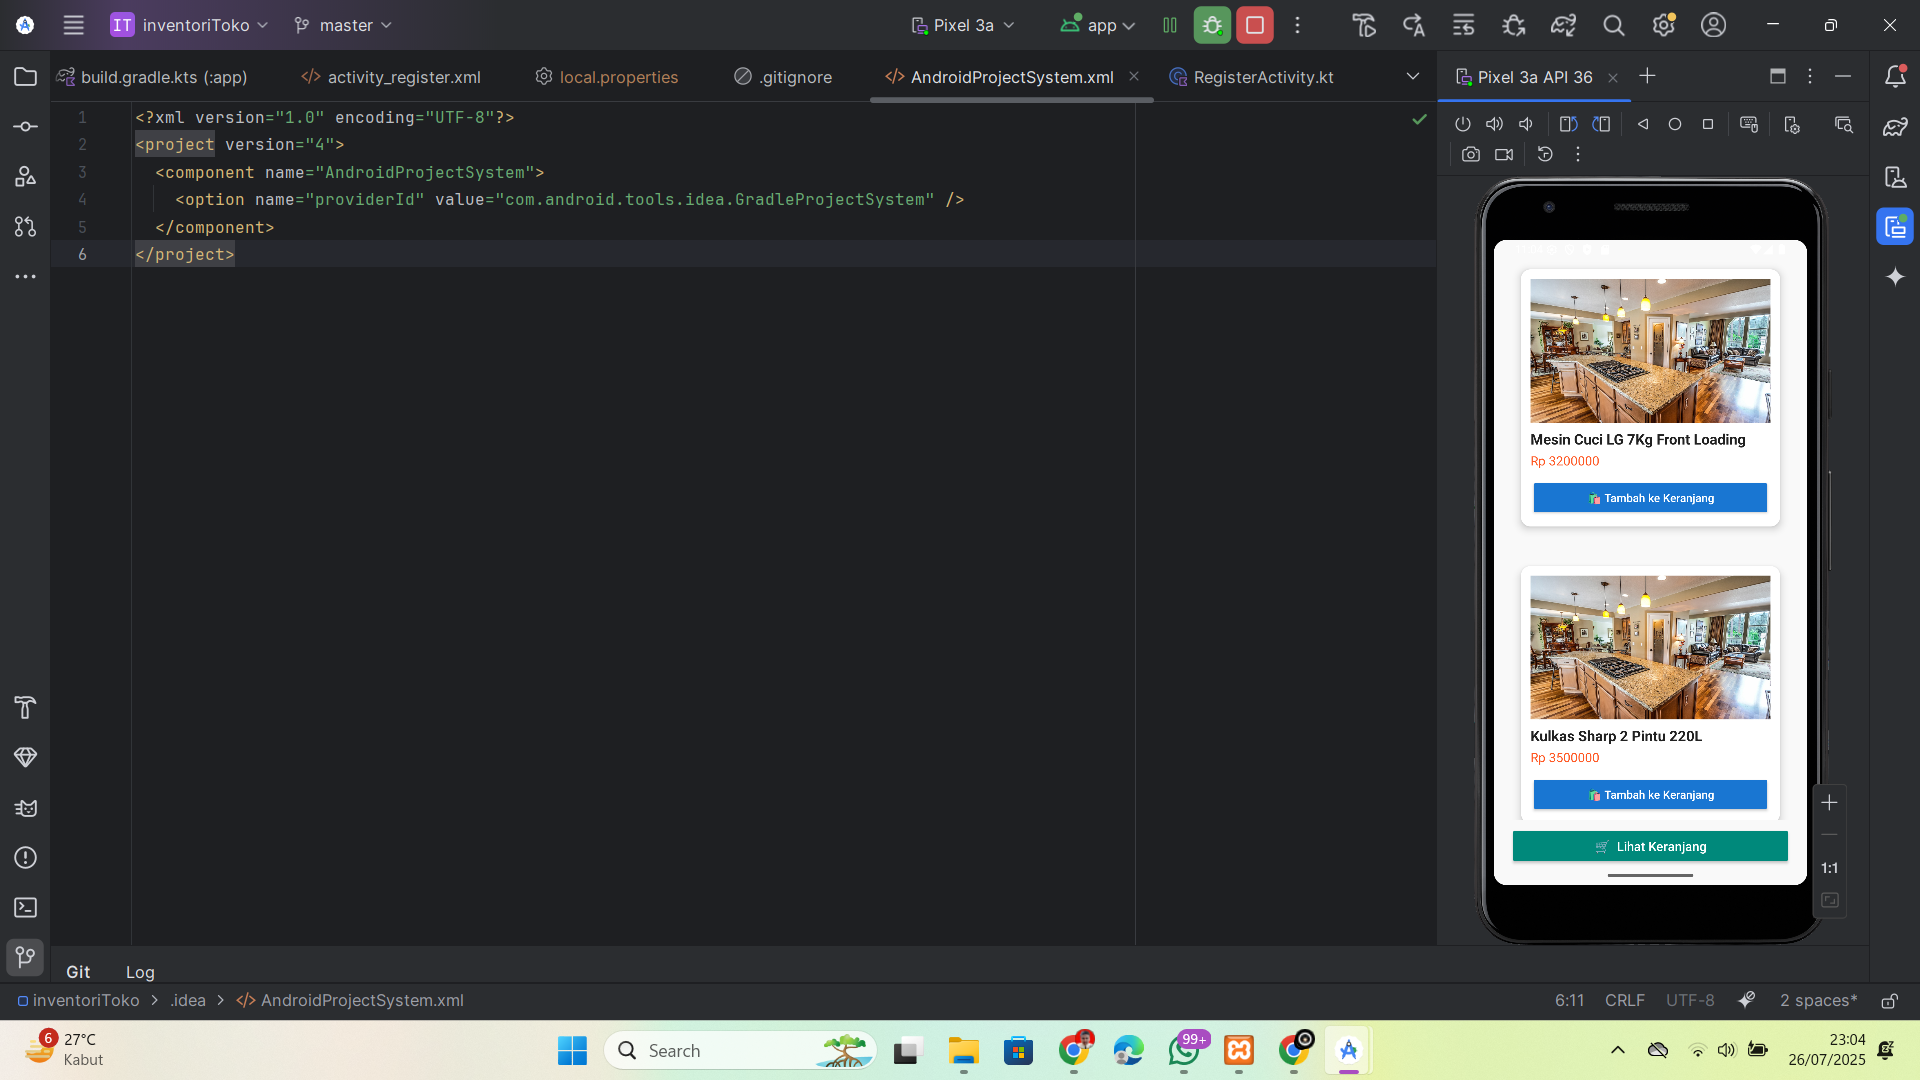 IT inventoriToko master Pixel 3a app
build.gradle.kts (:app) activity_register.xml local.properties .gitignore AndroidProjectSystem.xml RegisterActivity.kt Pixel 3a API 36
1 <?xml version="1.0" encoding="UTF-8"?>
2 <project version="4">
3 <component name="AndroidProjectSystem">
4 <option name="providerId" value="com.android.tools.idea.GradleProjectSystem" />
5 </component>
6 </project>
Mesin Cuci LG 7Kg Front Loading
Rp 3200000
Tambah ke Keranjang
Kulkas Sharp 2 Pintu 220L
Rp 3500000
Tambah ke Keranjang
Lihat Keranjang
1:1
Git Log
inventoriToko > .idea > AndroidProjectSystem.xml 6:11 CRLF UTF-8 2 spaces*
6 27°C
Kabut
Search
99+
23:04
26/07/2025